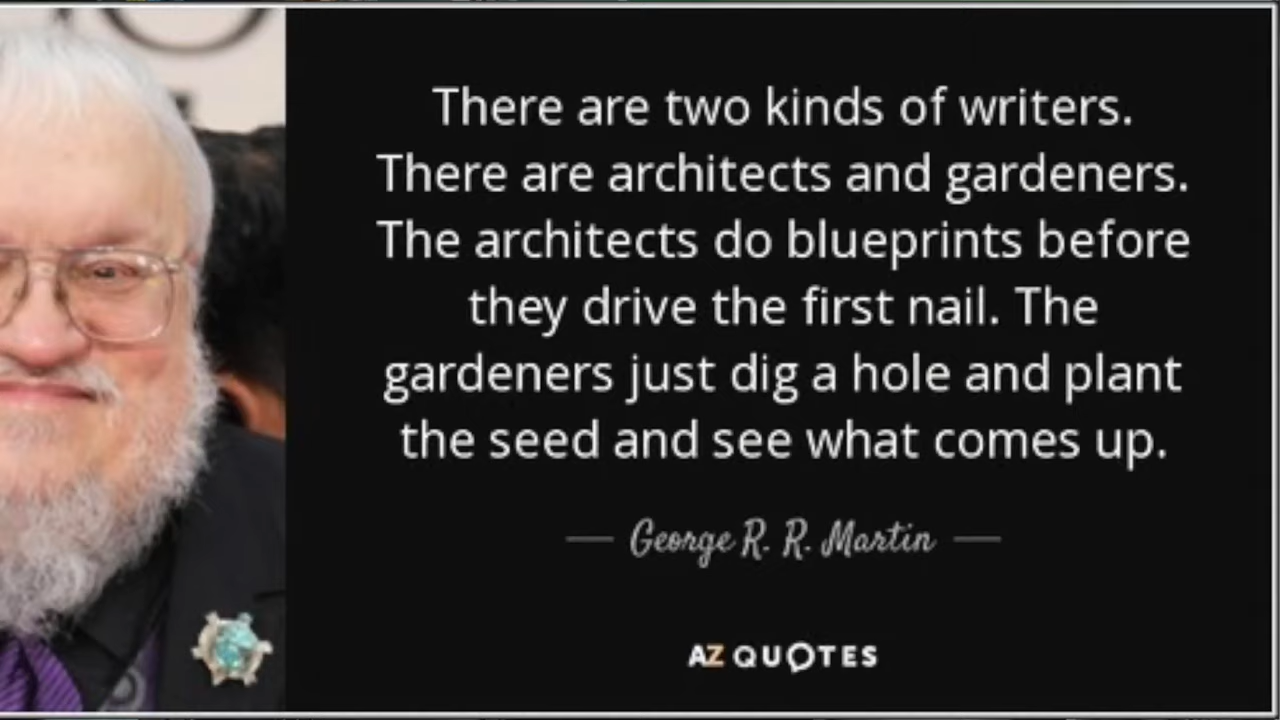 There are two kinds of writers.
There are architects and gardeners.
The architects do blueprints before
they drive the first nail. The
gardeners just dig a hole and plant
the seed and see what comes up.
George R. R. Martin
AZ QUOTES